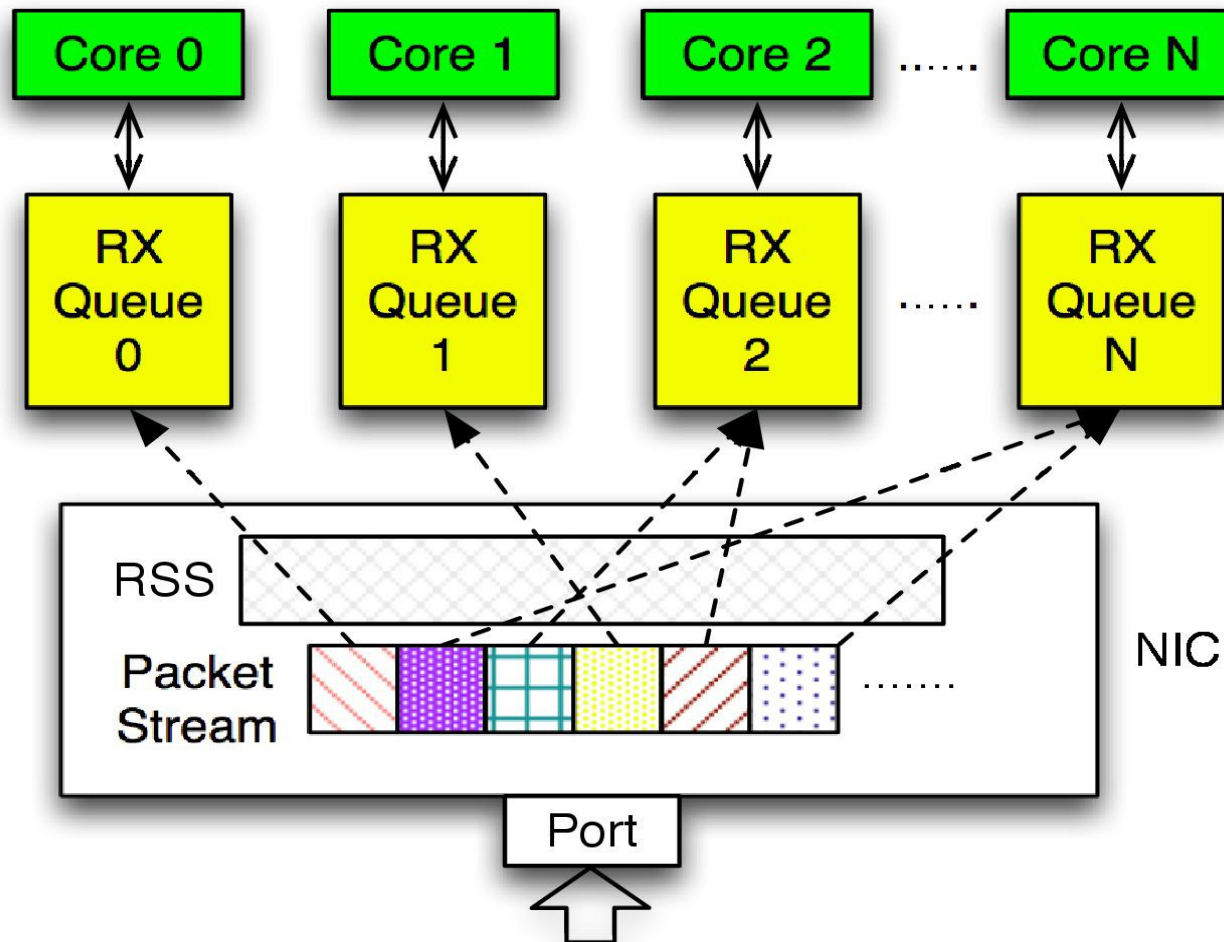 Core 0
Core 1
Core 2
......
Core N
RX
Queue
0
RX
Queue
1
RX
Queue
2
......
RX
Queue
N
RSS
Packet
Stream
.......
NIC
Port